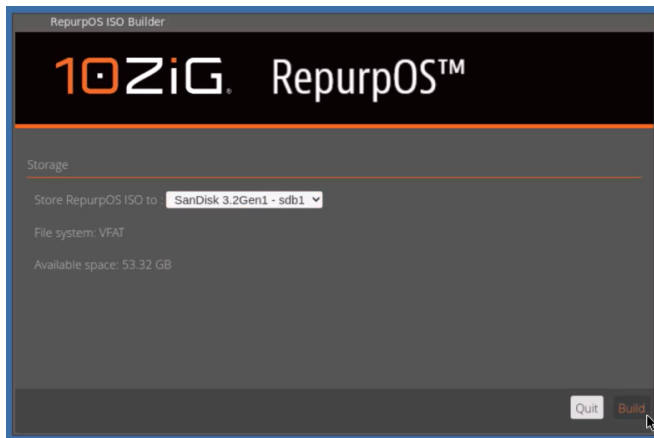 RepurpOS ISO Builder
10ZiG® RepurpOS™
Storage
Store RepurpOS ISO to : SanDisk 3.2Gen1 - sdb1
File system: VFAT
Available space: 53.32 GB
Quit Build